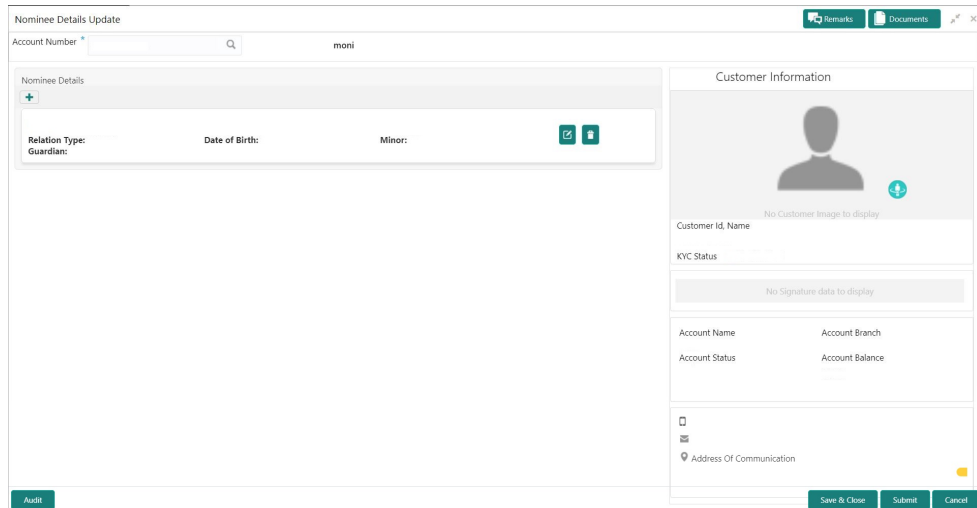 Nominee Details Update
Remarks
Documents
Account Number *
moni
Nominee Details
Relation Type:
Date of Birth:
Minor:
Guardian:
Customer Information
No Customer Image to display
Customer Id, Name
KYC Status
No Signature data to display
Account Name
Account Branch
Account Status
Account Balance
Address Of Communication
Audit
Save & Close
Submit
Cancel